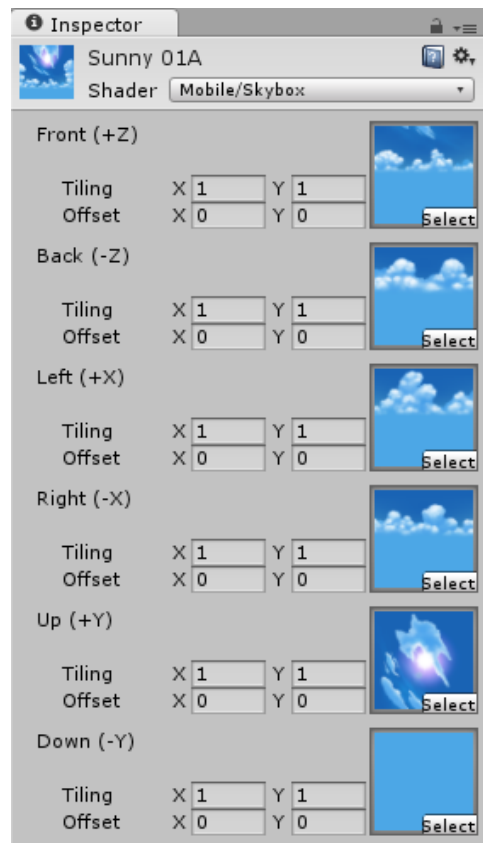 Inspector
Sunny 01A
Shader Mobile/Skybox
Front (+Z)
Tiling X 1 Y 1
Offset X 0 Y 0
Select
Back (-Z)
Tiling X 1 Y 1
Offset X 0 Y 0
Select
Left (+X)
Tiling X 1 Y 1
Offset X 0 Y 0
Select
Right (-X)
Tiling X 1 Y 1
Offset X 0 Y 0
Select
Up (+Y)
Tiling X 1 Y 1
Offset X 0 Y 0
Select
Down (-Y)
Tiling X 1 Y 1
Offset X 0 Y 0
Select